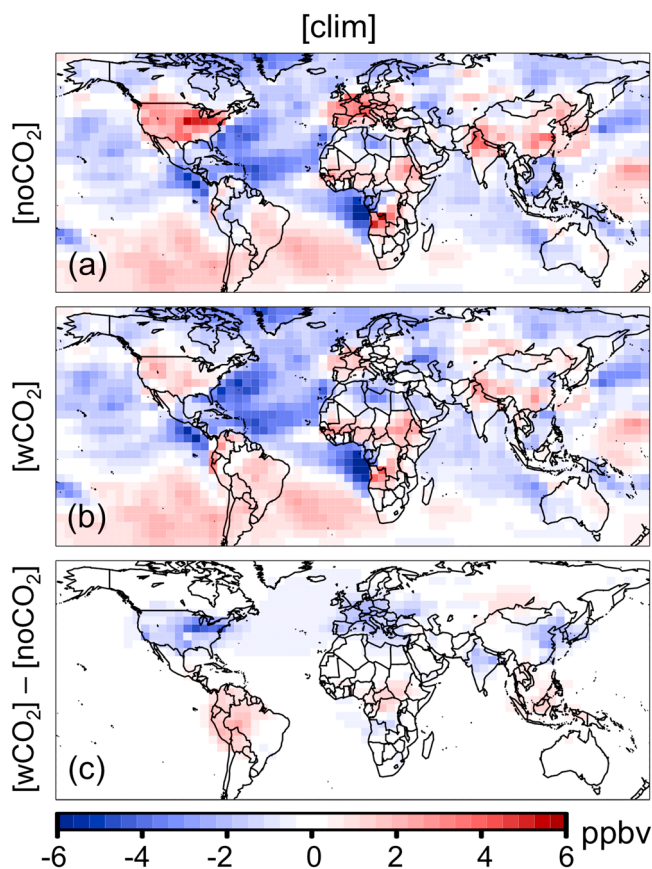 [clim]
[noCO₂]
(a)
[wCO₂]
(b)
[wCO₂] – [noCO₂]
(c)
ppbv
-6 -4 -2 0 2 4 6